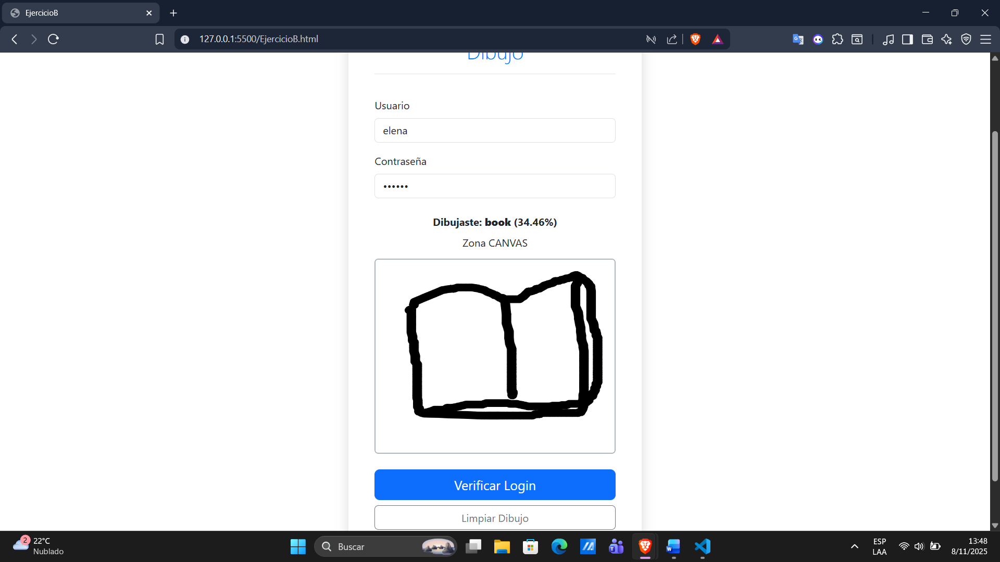 EjercicioB
127.0.0.1:5500/EjercicioB.html
Dibujo
Usuario
elena
Contraseña
••••••
Dibujaste: book (34.46%)
Zona CANVAS
Verificar Login
Limpiar Dibujo
2
22°C
Nublado
Buscar
ESP
LAA
13:48
8/11/2025